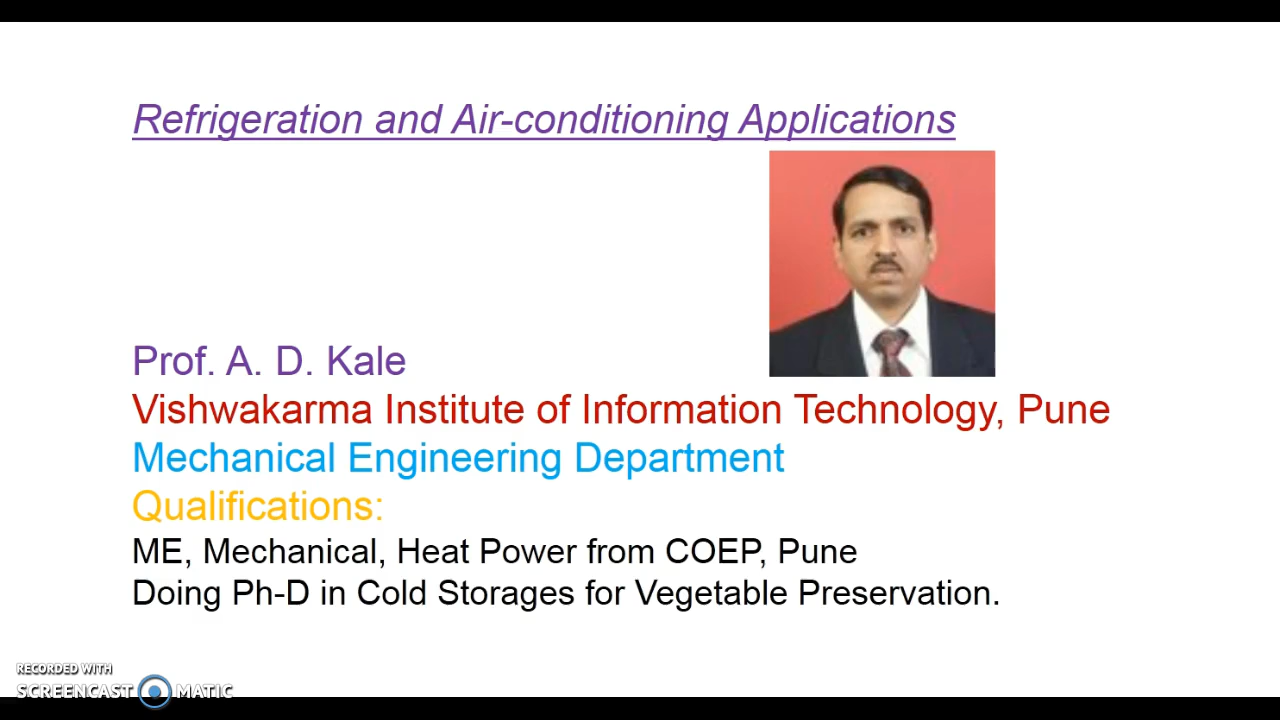 Refrigeration and Air-conditioning Applications
Prof. A. D. Kale
Vishwakarma Institute of Information Technology, Pune
Mechanical Engineering Department
Qualifications:
ME, Mechanical, Heat Power from COEP, Pune
Doing Ph-D in Cold Storages for Vegetable Preservation.
RECORDED WITH
SCREENCAST MATIC